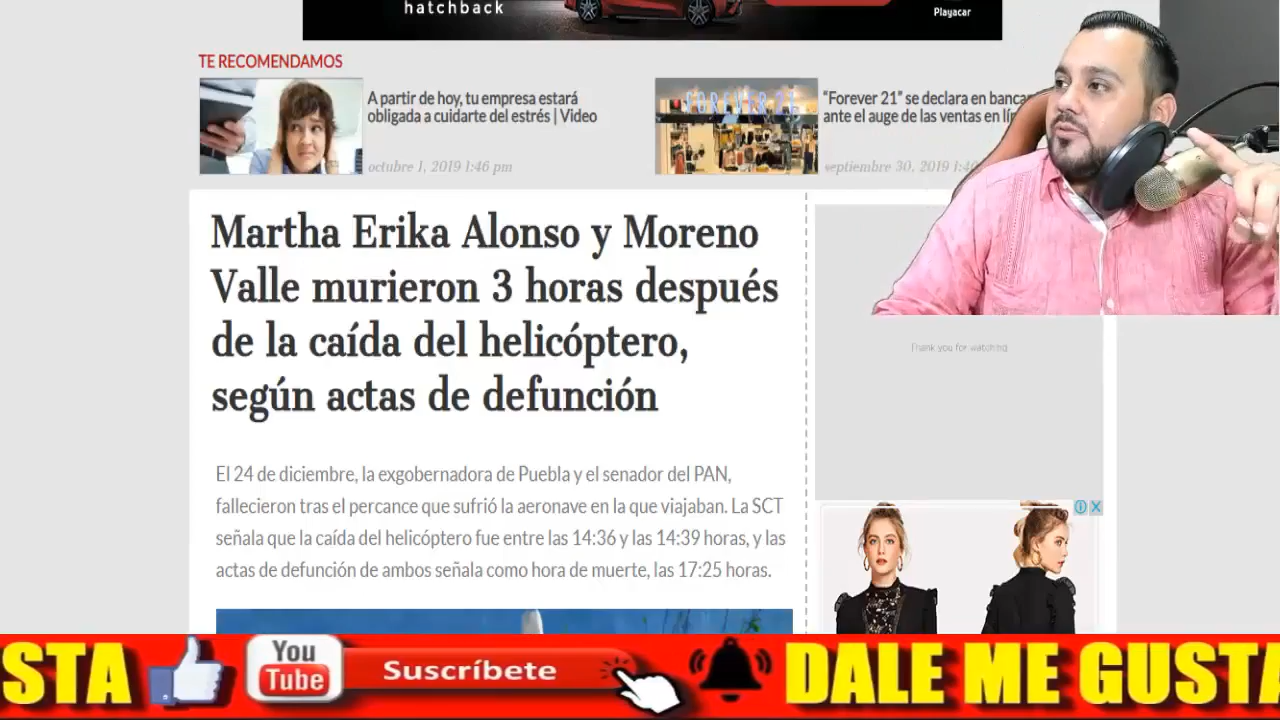 hatchback
Playacar
TE RECOMENDAMOS
A partir de hoy, tu empresa estará
obligada a cuidarte del estrés | Video
octubre 1, 2019 1:46 pm
FOREVER 21
"Forever 21" se declara en
ante el auge de las ventas en
septiembre 30, 2019
Martha Erika Alonso y Moreno
Valle murieron 3 horas después
de la caída del helicóptero,
según actas de defunción
El 24 de diciembre, la exgobernadora de Puebla y el senador del PAN,
fallecieron tras el percance que sufrió la aeronave en la que viajaban. La SCT
señala que la caída del helicóptero fue entre las 14:36 y las 14:39 horas, y las
actas de defunción de ambos señala como hora de muerte, las 17:25 horas.
Thank you for watching
STA
You
Tube
Suscríbete
DALE ME GUSTA